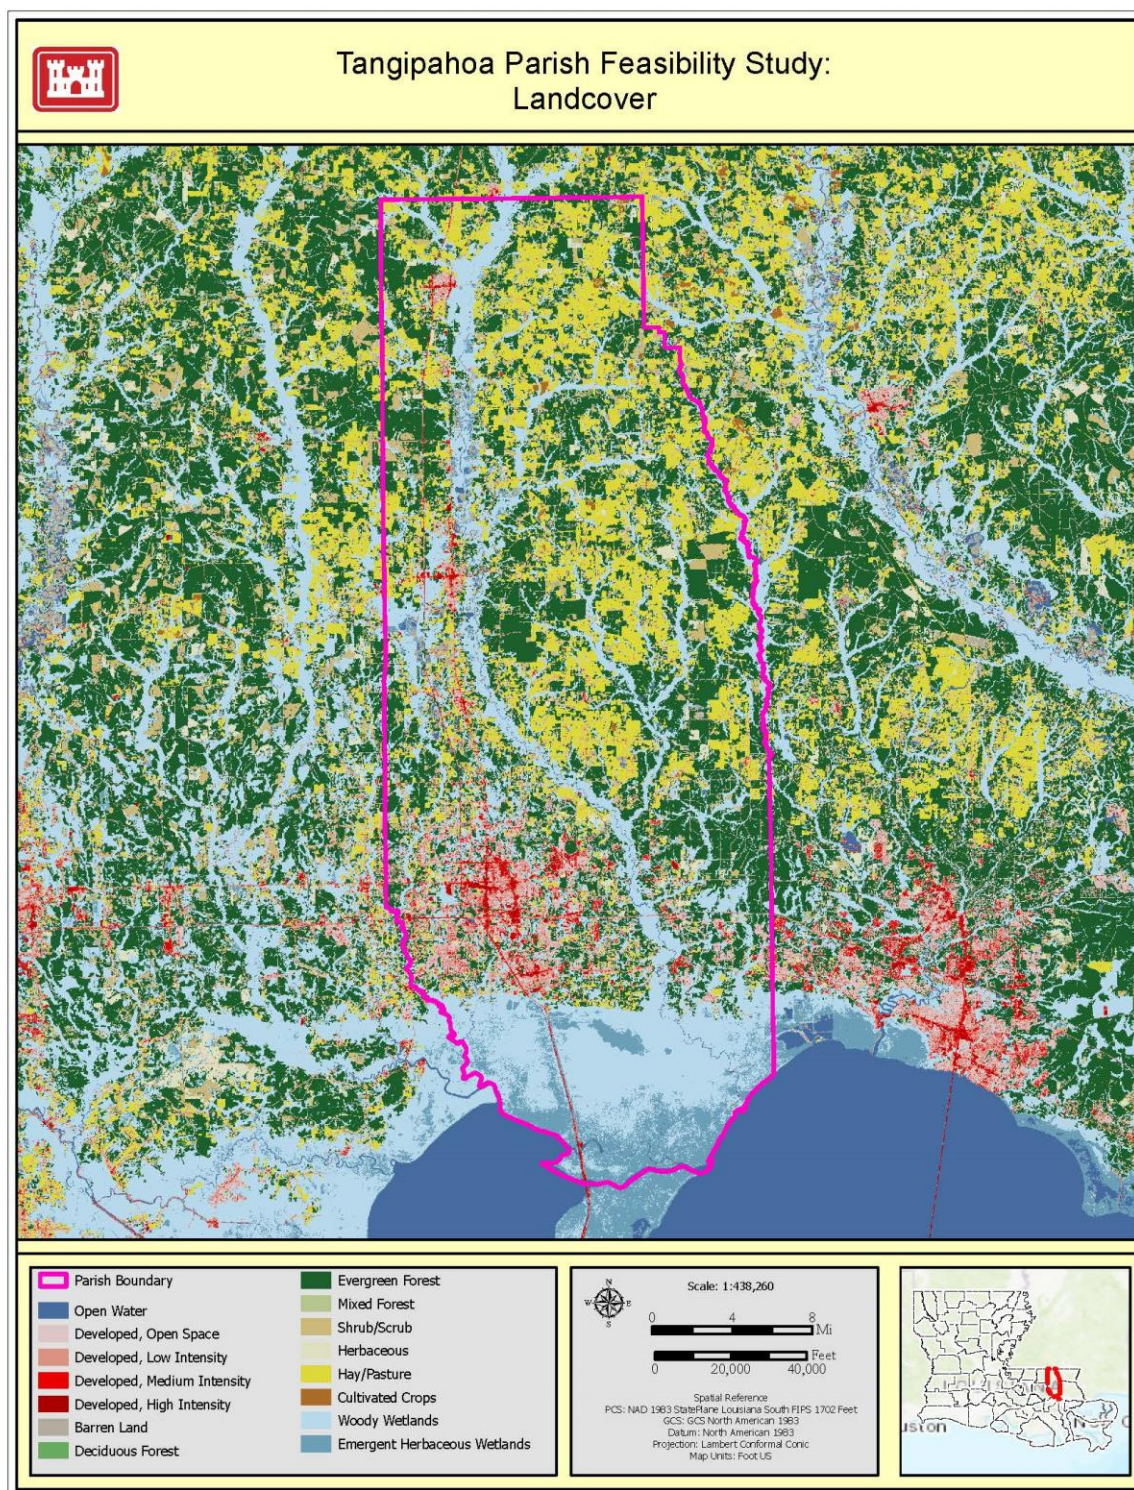 Tangipahoa Parish Feasibility Study:
Landcover
Parish Boundary
Open Water
Developed, Open Space
Developed, Low Intensity
Developed, Medium Intensity
Developed, High Intensity
Barren Land
Deciduous Forest
Evergreen Forest
Mixed Forest
Shrub/Scrub
Herbaceous
Hay/Pasture
Cultivated Crops
Woody Wetlands
Emergent Herbaceous Wetlands
N
W E
S
Scale: 1:438,260
0 4 8
Mi
Feet
0 20,000 40,000
Spatial Reference
PCS: NAD 1983 StatePlane Louisiana South FIPS 1702 Feet
GCS: GCS North American 1983
Datum: North American 1983
Projection: Lambert Conformal Conic
Map Units: Foot US
LOUISIANA
uston